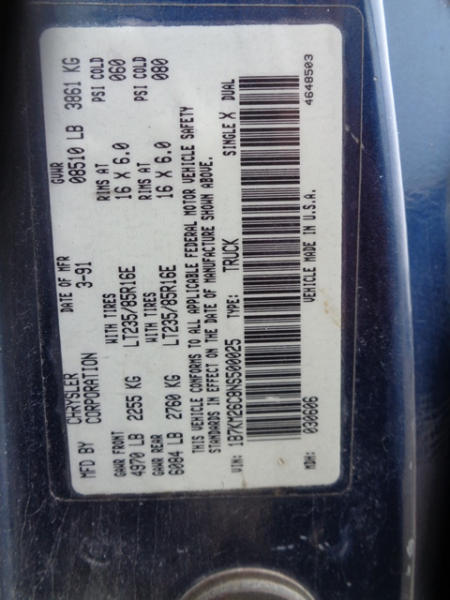 MFD BY CHRYSLER CORPORATION DATE OF MFR 3-91 GVWR 08510 LB 3861 KG
GAWR FRONT WITH TIRES RIMS AT PSI COLD
4970 LB 2255 KG LT235/85R16E 16 X 6.0 060
GAWR REAR WITH TIRES RIMS AT PSI COLD
6084 LB 2760 KG LT235/85R16E 16 X 6.0 080
THIS VEHICLE CONFORMS TO ALL APPLICABLE FEDERAL MOTOR VEHICLE SAFETY
STANDARDS IN EFFECT ON THE DATE OF MANUFACTURE SHOWN ABOVE.
VIN: 1B7KM26C8NS500025 TYPE: TRUCK SINGLE X DUAL
MDH: 030606 VEHICLE MADE IN U.S.A. 4648503